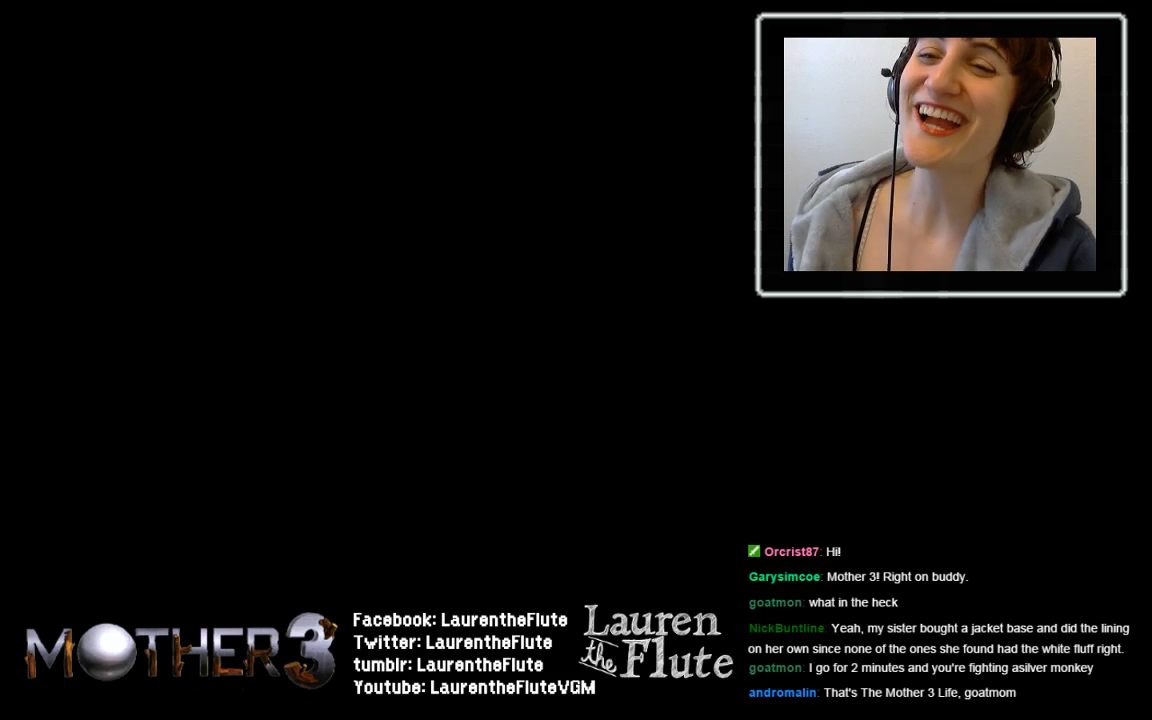 Orcrist87: Hi!
Garysimcoe: Mother 3! Right on buddy.
goatmon: what in the heck
NickBuntline: Yeah, my sister bought a jacket base and did the lining
on her own since none of the ones she found had the white fluff right.
goatmon: I go for 2 minutes and you're fighting asilver monkey
andromalin: That's The Mother 3 Life, goatmom
MOTHER 3
Facebook: LaurentheFlute
Twitter: LaurentheFlute
tumblr: LaurentheFlute
Youtube: LaurentheFluteVGM
Lauren
the Flute